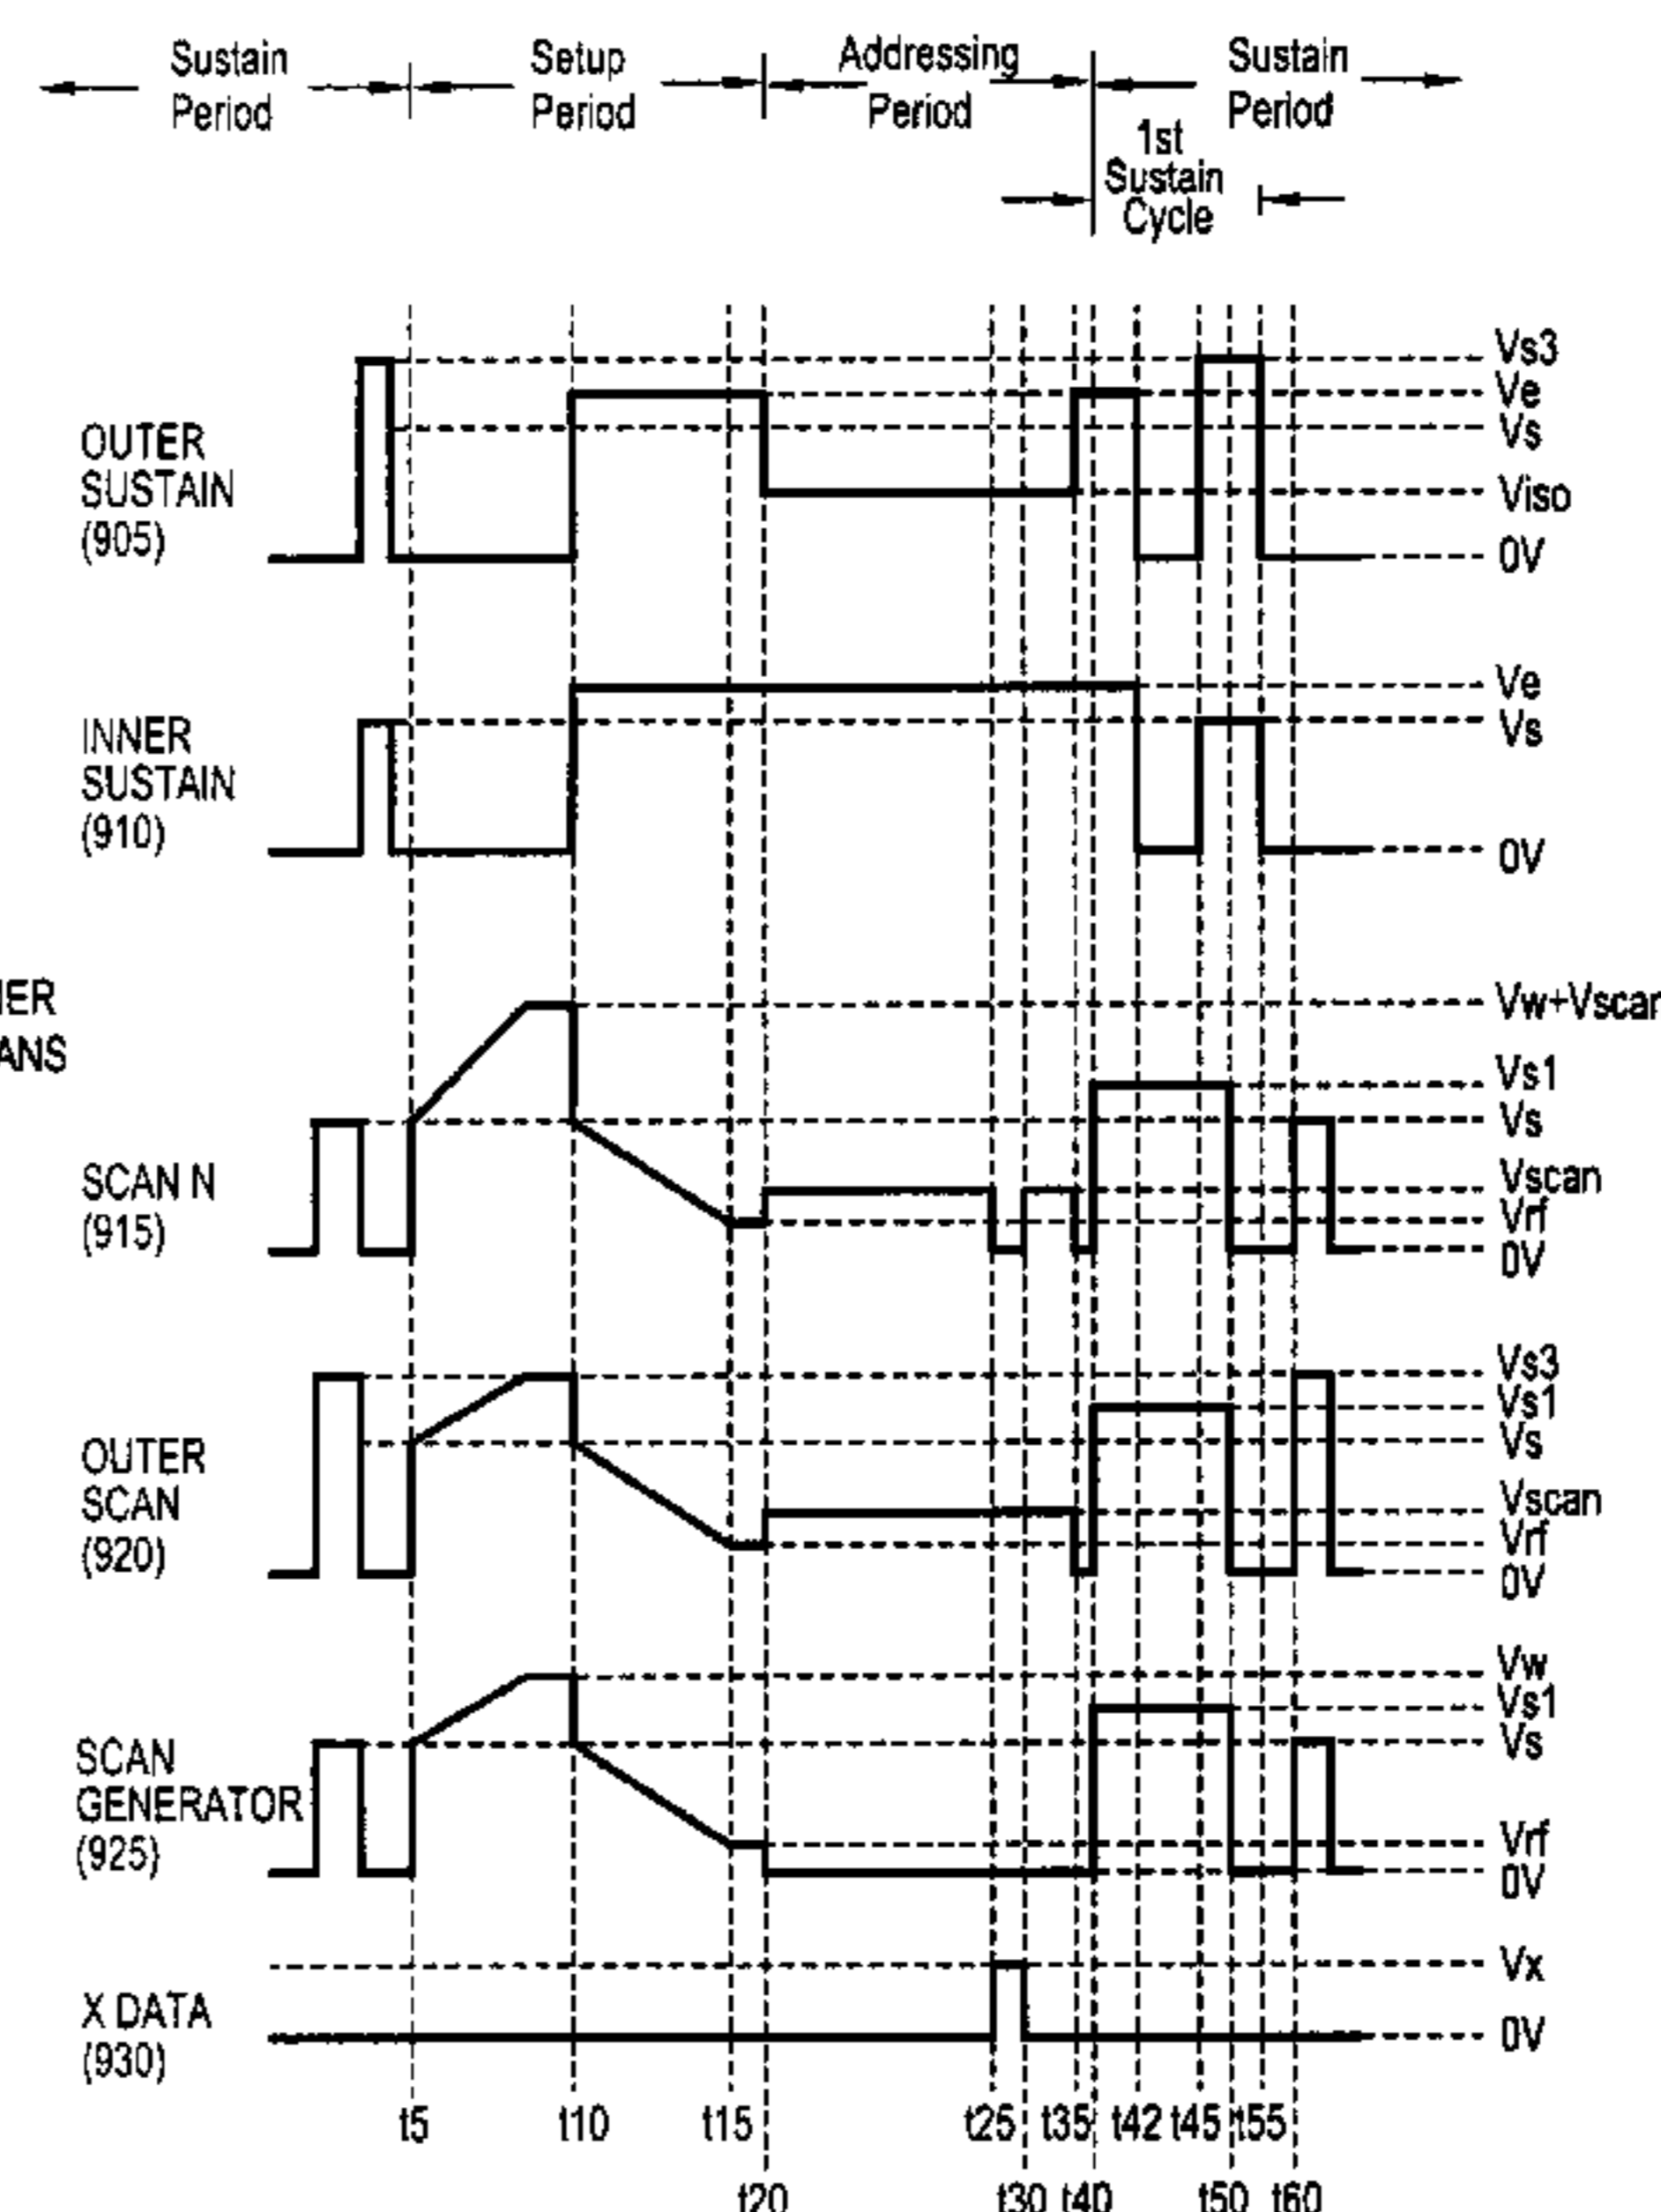 Sustain
Period
Setup
Period
Addressing
Period
Sustain
Period
1st
Sustain
Cycle
OUTER
SUSTAIN
(905)
Vs3
Ve
Vs
Viso
0V
INNER
SUSTAIN
(910)
Ve
Vs
0V
SCAN N
(915)
Vw+Vscan
Vs1
Vs
Vscan
Vrf
0V
OUTER
SCAN
(920)
Vs3
Vs1
Vs
Vscan
Vrf
0V
SCAN
GENERATOR
(925)
Vw
Vs1
Vs
Vrf
0V
X DATA
(930)
Vx
0V
t5 t10 t15 t25 t35 t42 t45 t55
t20 t30 t40 t50 t60